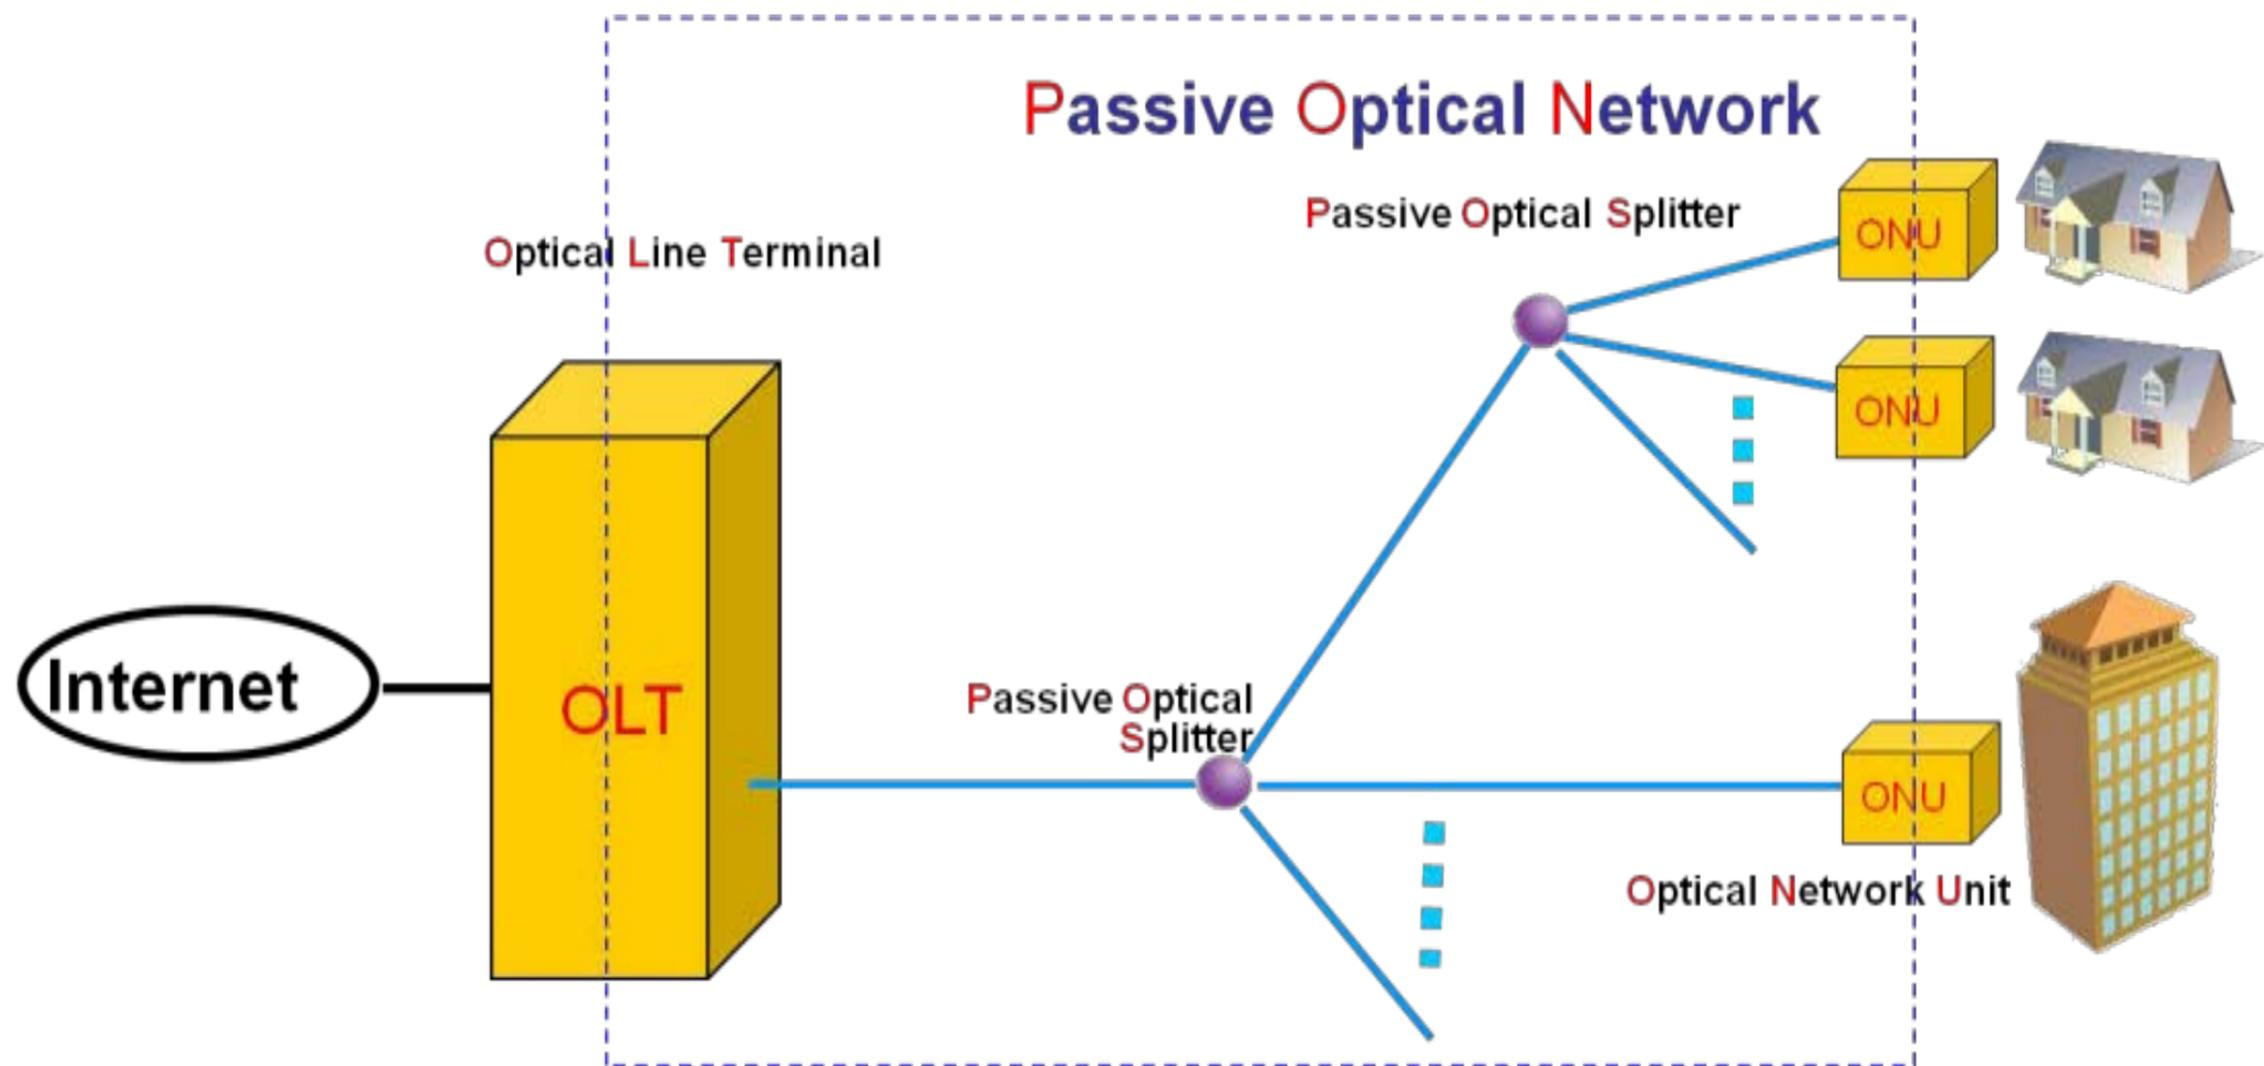 Passive Optical Network
Passive Optical Splitter
ONU
Optical Line Terminal
ONU
Internet
OLT
Passive Optical
Splitter
ONU
Optical Network Unit